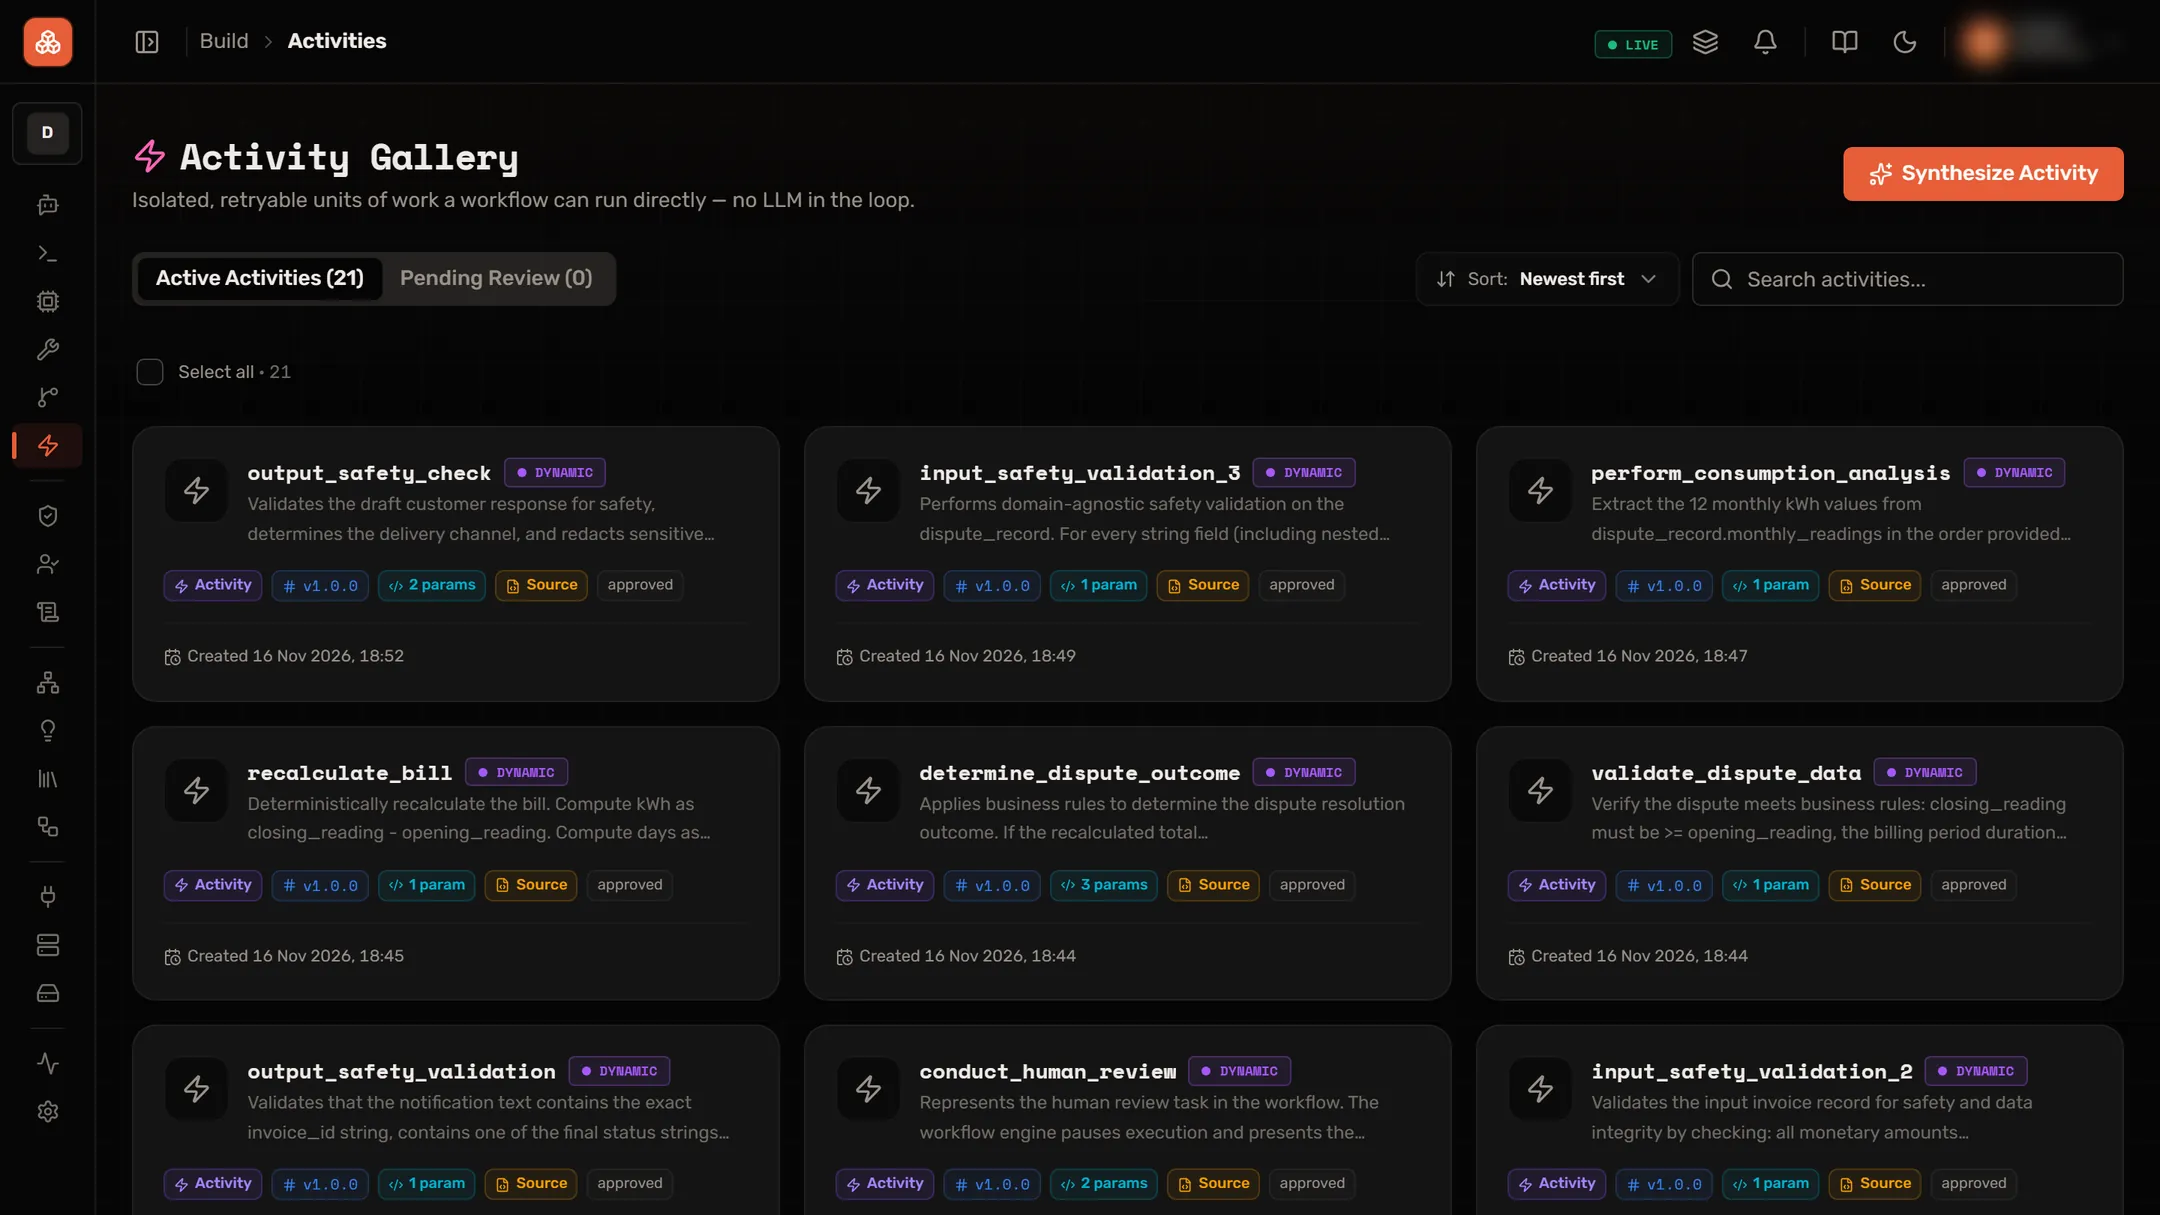 Build > Activities
LIVE
D
Activity Gallery
Isolated, retryable units of work a workflow can run directly — no LLM in the loop.
Synthesize Activity
Active Activities (21)
Pending Review (0)
Sort: Newest first
Search activities...
Select all • 21
output_safety_check
DYNAMIC
Validates the draft customer response for safety,
determines the delivery channel, and redacts sensitive…
Activity
# v1.0.0
</> 2 params
Source
approved
Created 16 Nov 2026, 18:52
input_safety_validation_3
DYNAMIC
Performs domain-agnostic safety validation on the
dispute_record. For every string field (including nested…
Activity
# v1.0.0
</> 1 param
Source
approved
Created 16 Nov 2026, 18:49
perform_consumption_analysis
DYNAMIC
Extract the 12 monthly kWh values from
dispute_record.monthly_readings in the order provided…
Activity
# v1.0.0
</> 1 param
Source
approved
Created 16 Nov 2026, 18:47
recalculate_bill
DYNAMIC
Deterministically recalculate the bill. Compute kWh as
closing_reading - opening_reading. Compute days as…
Activity
# v1.0.0
</> 1 param
Source
approved
Created 16 Nov 2026, 18:45
determine_dispute_outcome
DYNAMIC
Applies business rules to determine the dispute resolution
outcome. If the recalculated total…
Activity
# v1.0.0
</> 3 params
Source
approved
Created 16 Nov 2026, 18:44
validate_dispute_data
DYNAMIC
Verify the dispute meets business rules: closing_reading
must be >= opening_reading, the billing period duration…
Activity
# v1.0.0
</> 1 param
Source
approved
Created 16 Nov 2026, 18:44
output_safety_validation
DYNAMIC
Validates that the notification text contains the exact
invoice_id string, contains one of the final status strings…
Activity
# v1.0.0
</> 1 param
Source
approved
conduct_human_review
DYNAMIC
Represents the human review task in the workflow. The
workflow engine pauses execution and presents the…
Activity
# v1.0.0
</> 2 params
Source
approved
input_safety_validation_2
DYNAMIC
Validates the input invoice record for safety and data
integrity by checking: all monetary amounts…
Activity
# v1.0.0
</> 1 param
Source
approved